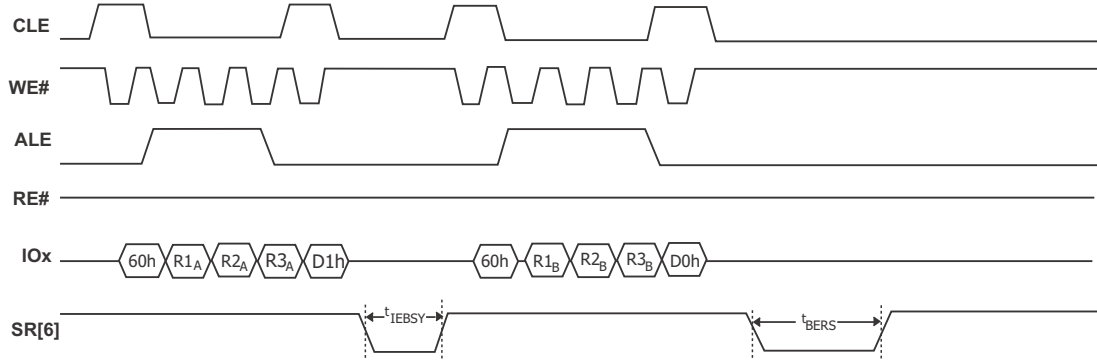 CLE
WE#
ALE
RE#
IOx 60h R1A R2A R3A D1h 60h R1B R2B R3B D0h
SR[6] tIEBSY tBERS